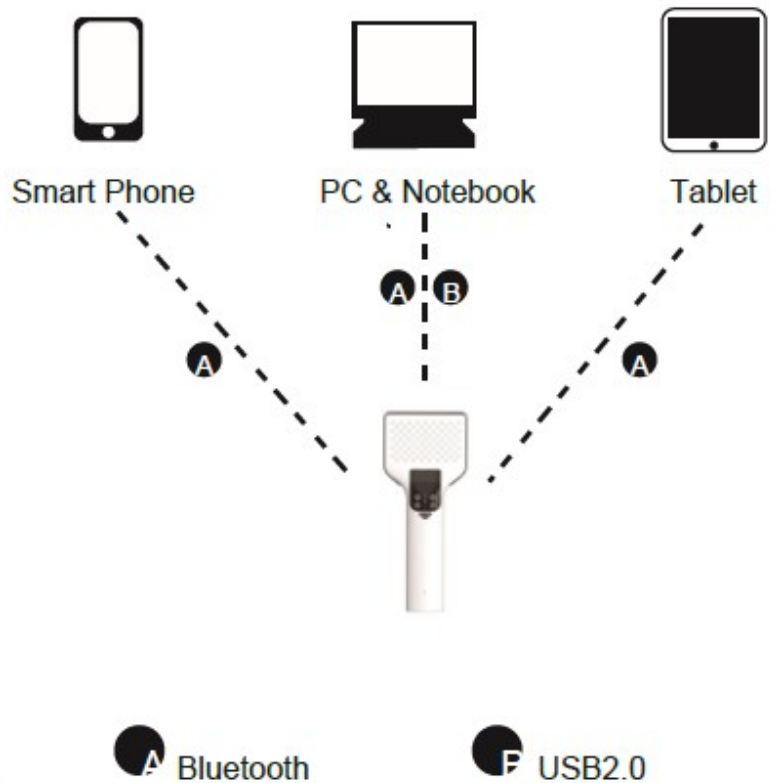 Smart Phone
PC & Notebook
Tablet
A B
A
A
A Bluetooth
B USB2.0